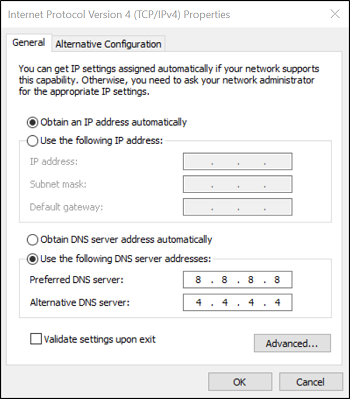 Internet Protocol Version 4 (TCP/IPv4) Properties
General
Alternative Configuration
You can get IP settings assigned automatically if your network supports
this capability. Otherwise, you need to ask your network administrator
for the appropriate IP settings.
Obtain an IP address automatically
Use the following IP address:
IP address:
. . .
Subnet mask:
. . .
Default gateway:
. . .
Obtain DNS server address automatically
Use the following DNS server addresses:
Preferred DNS server:
8 . 8 . 8 . 8
Alternative DNS server:
4 . 4 . 4 . 4
Validate settings upon exit
Advanced...
OK
Cancel